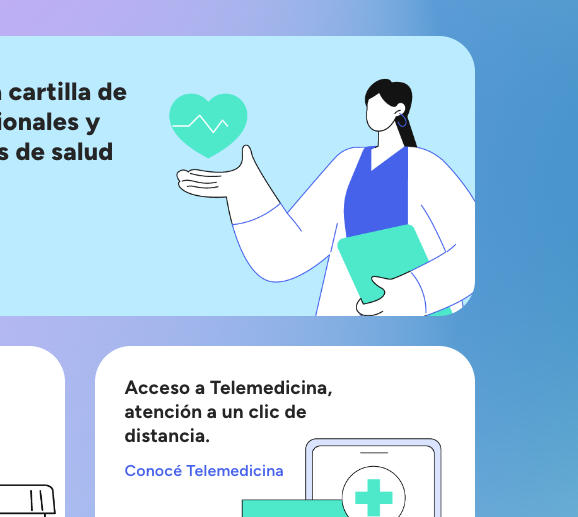 cartilla de
ionales y
s de salud
Acceso a Telemedicina,
atención a un clic de
distancia.
Conocé Telemedicina